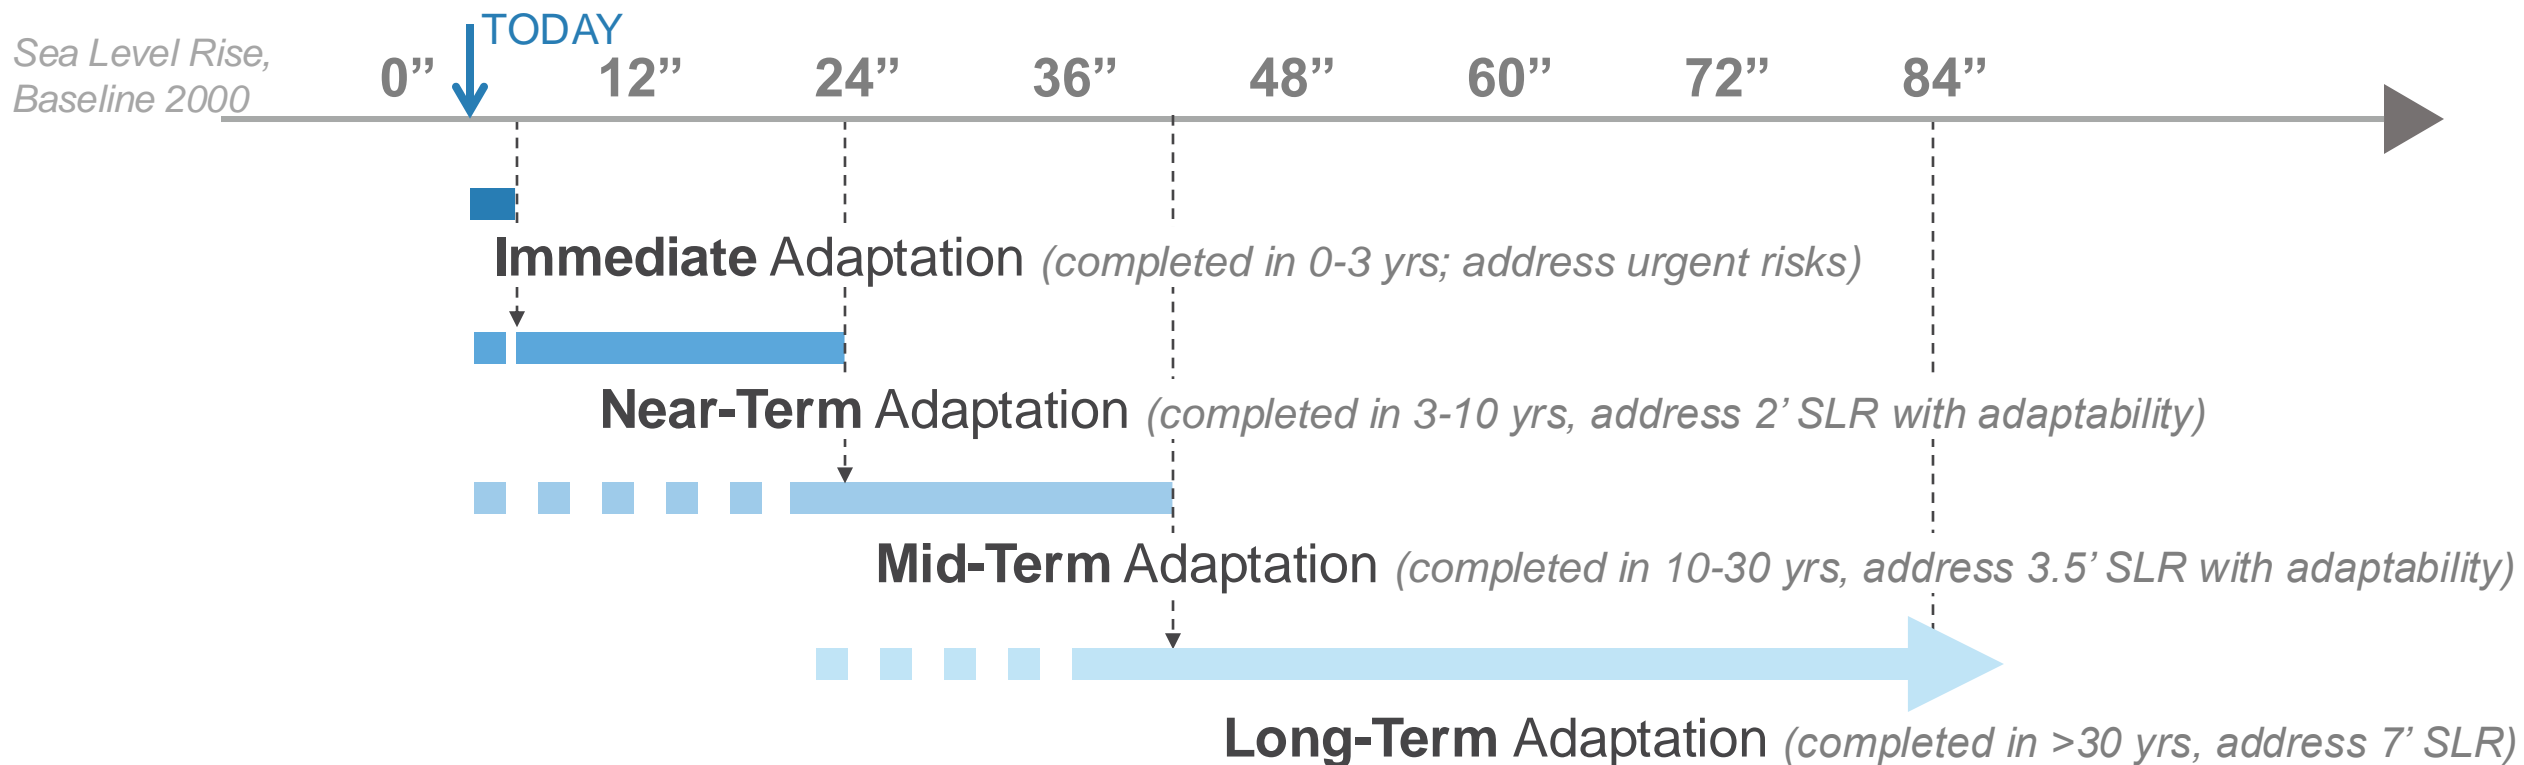 TODAY
Sea Level Rise,
Baseline 2000
0” 12” 24” 36” 48” 60” 72” 84”
Immediate Adaptation (completed in 0-3 yrs; address urgent risks)
Near-Term Adaptation (completed in 3-10 yrs, address 2’ SLR with adaptability)
Mid-Term Adaptation (completed in 10-30 yrs, address 3.5’ SLR with adaptability)
Long-Term Adaptation (completed in >30 yrs, address 7’ SLR)